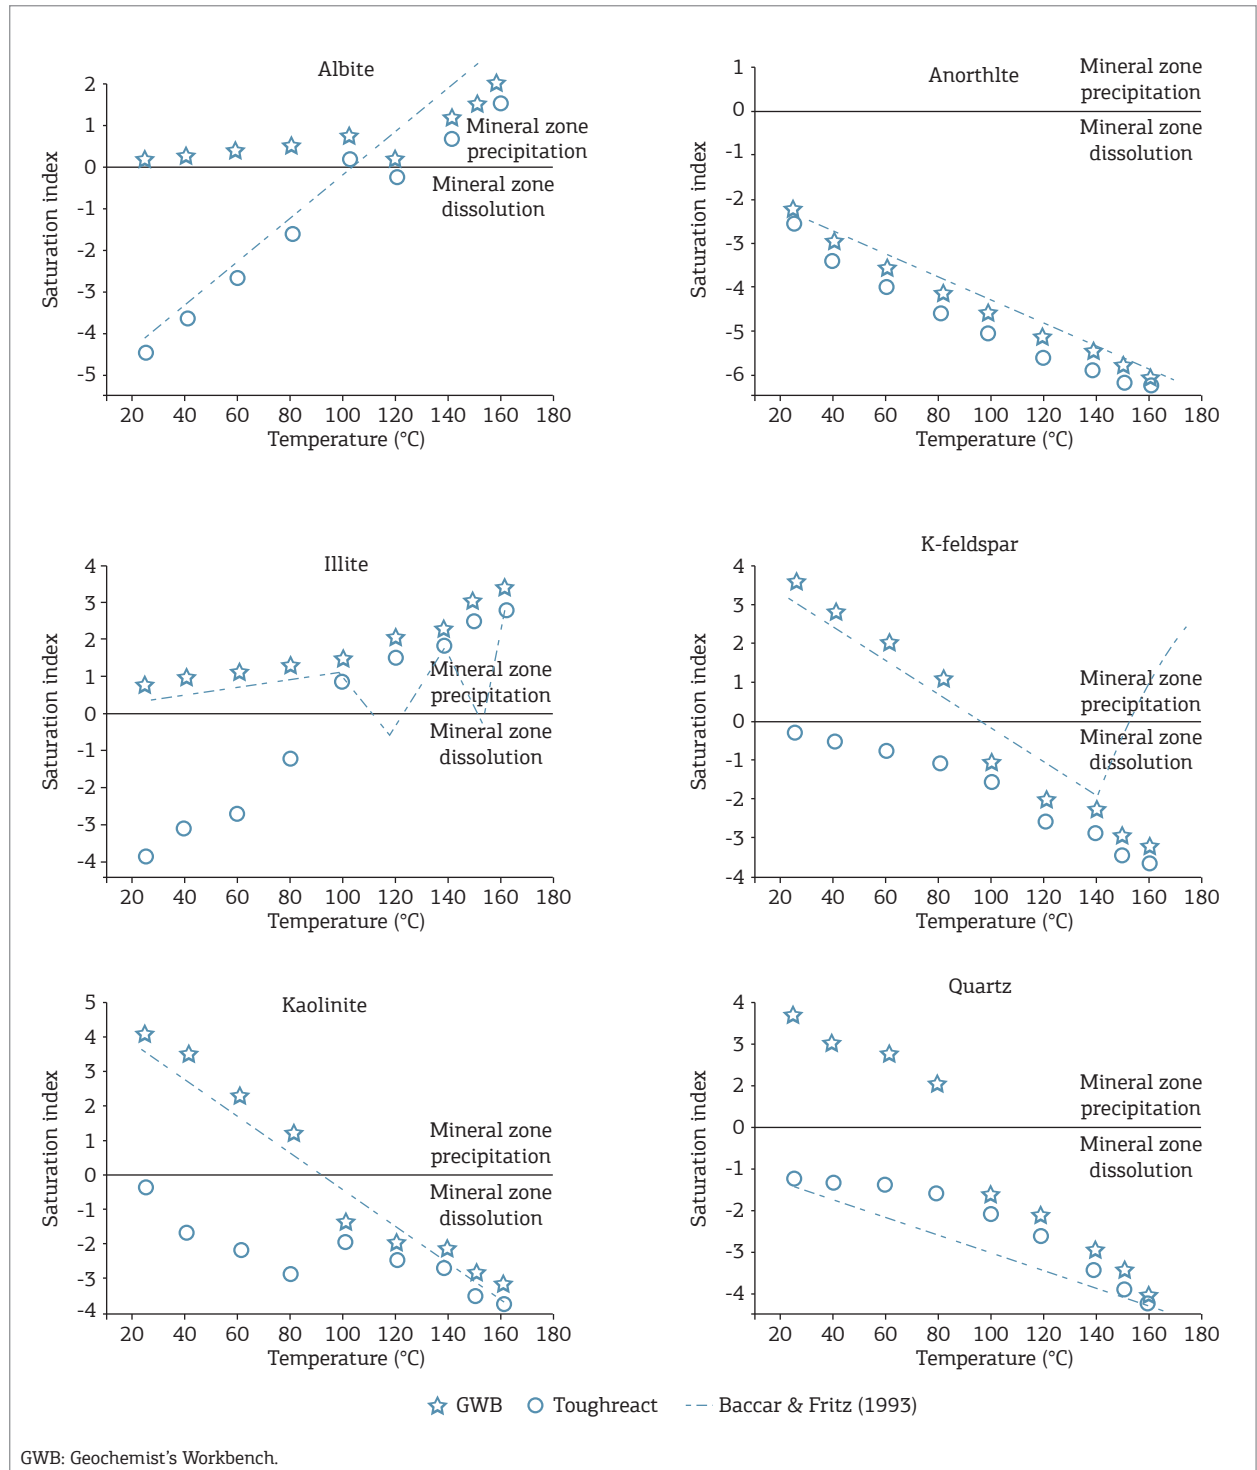 Albite
Saturation index
2
1
0
-1
-2
-3
-4
-5
Mineral zone
precipitation
Mineral zone
dissolution
20 40 60 80 100 120 140 160 180
Temperature (°C)
Anorthlte
Saturation index
1
0
-1
-2
-3
-4
-5
-6
Mineral zone
precipitation
Mineral zone
dissolution
20 40 60 80 100 120 140 160 180
Temperature (°C)
Illite
Saturation index
4
3
2
1
0
-1
-2
-3
-4
Mineral zone
precipitation
Mineral zone
dissolution
20 40 60 80 100 120 140 160 180
Temperature (°C)
K-feldspar
Saturation index
4
3
2
1
0
-1
-2
-3
-4
Mineral zone
precipitation
Mineral zone
dissolution
20 40 60 80 100 120 140 160 180
Temperature (°C)
Kaolinite
Saturation index
5
4
3
2
1
0
-1
-2
-3
-4
Mineral zone
precipitation
Mineral zone
dissolution
20 40 60 80 100 120 140 160 180
Temperature (°C)
Quartz
Saturation index
4
3
2
0
-1
-2
-3
-4
Mineral zone
precipitation
Mineral zone
dissolution
20 40 60 80 100 120 140 160 180
Temperature (°C)
GWB Toughreact Baccar & Fritz (1993)
GWB: Geochemist's Workbench.